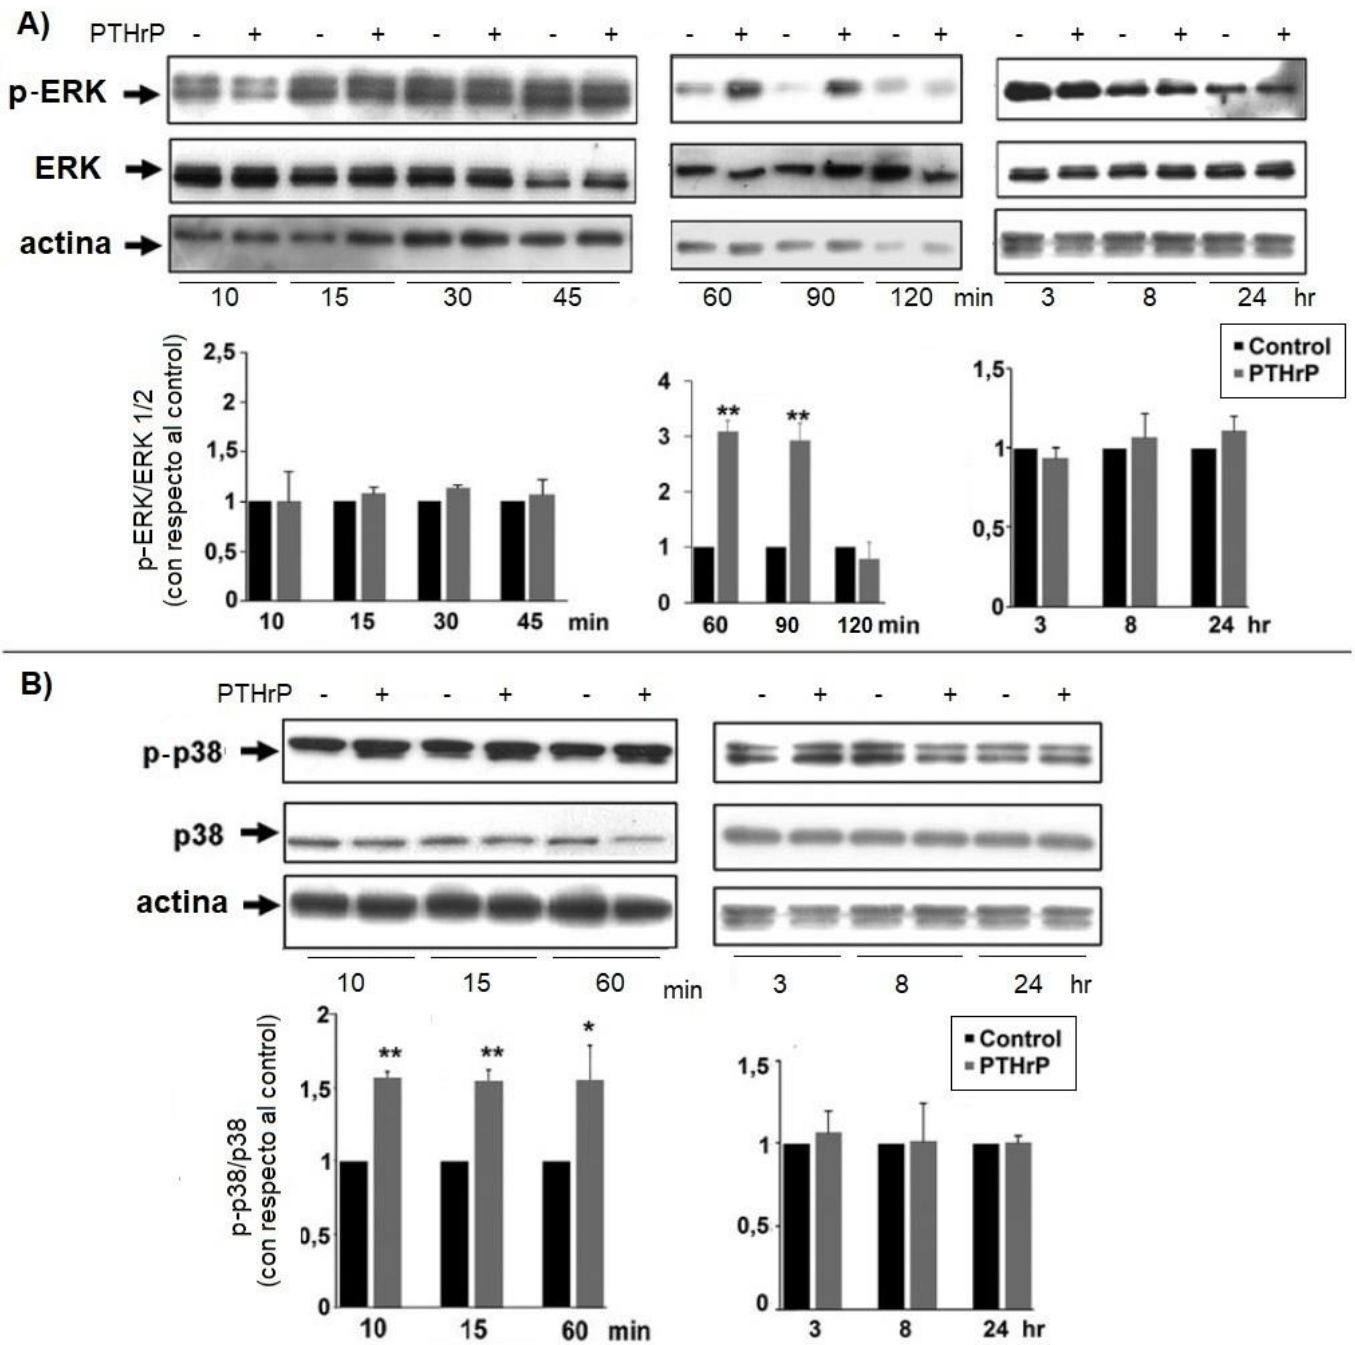 A)
PTHrP - + - + - + - + - + - + - + - + - + - +
p-ERK
ERK
actina
10 15 30 45 60 90 120 min 3 8 24 hr
p-ERK/ERK 1/2
(con respecto al control)
2,5
2
1,5
1
0,5
0
10 15 30 45 min
4
3
2
1
0
** **
60 90 120 min
1,5
1
0,5
0
3 8 24 hr
Control
PTHrP
B)
PTHrP - + - + - + - + - + - +
p-p38
p38
actina
10 15 60 min 3 8 24 hr
p-p38/p38
(con respecto al control)
2
1,5
1
0,5
0
** ** *
10 15 60 min
1,5
1
0,5
0
3 8 24 hr
Control
PTHrP